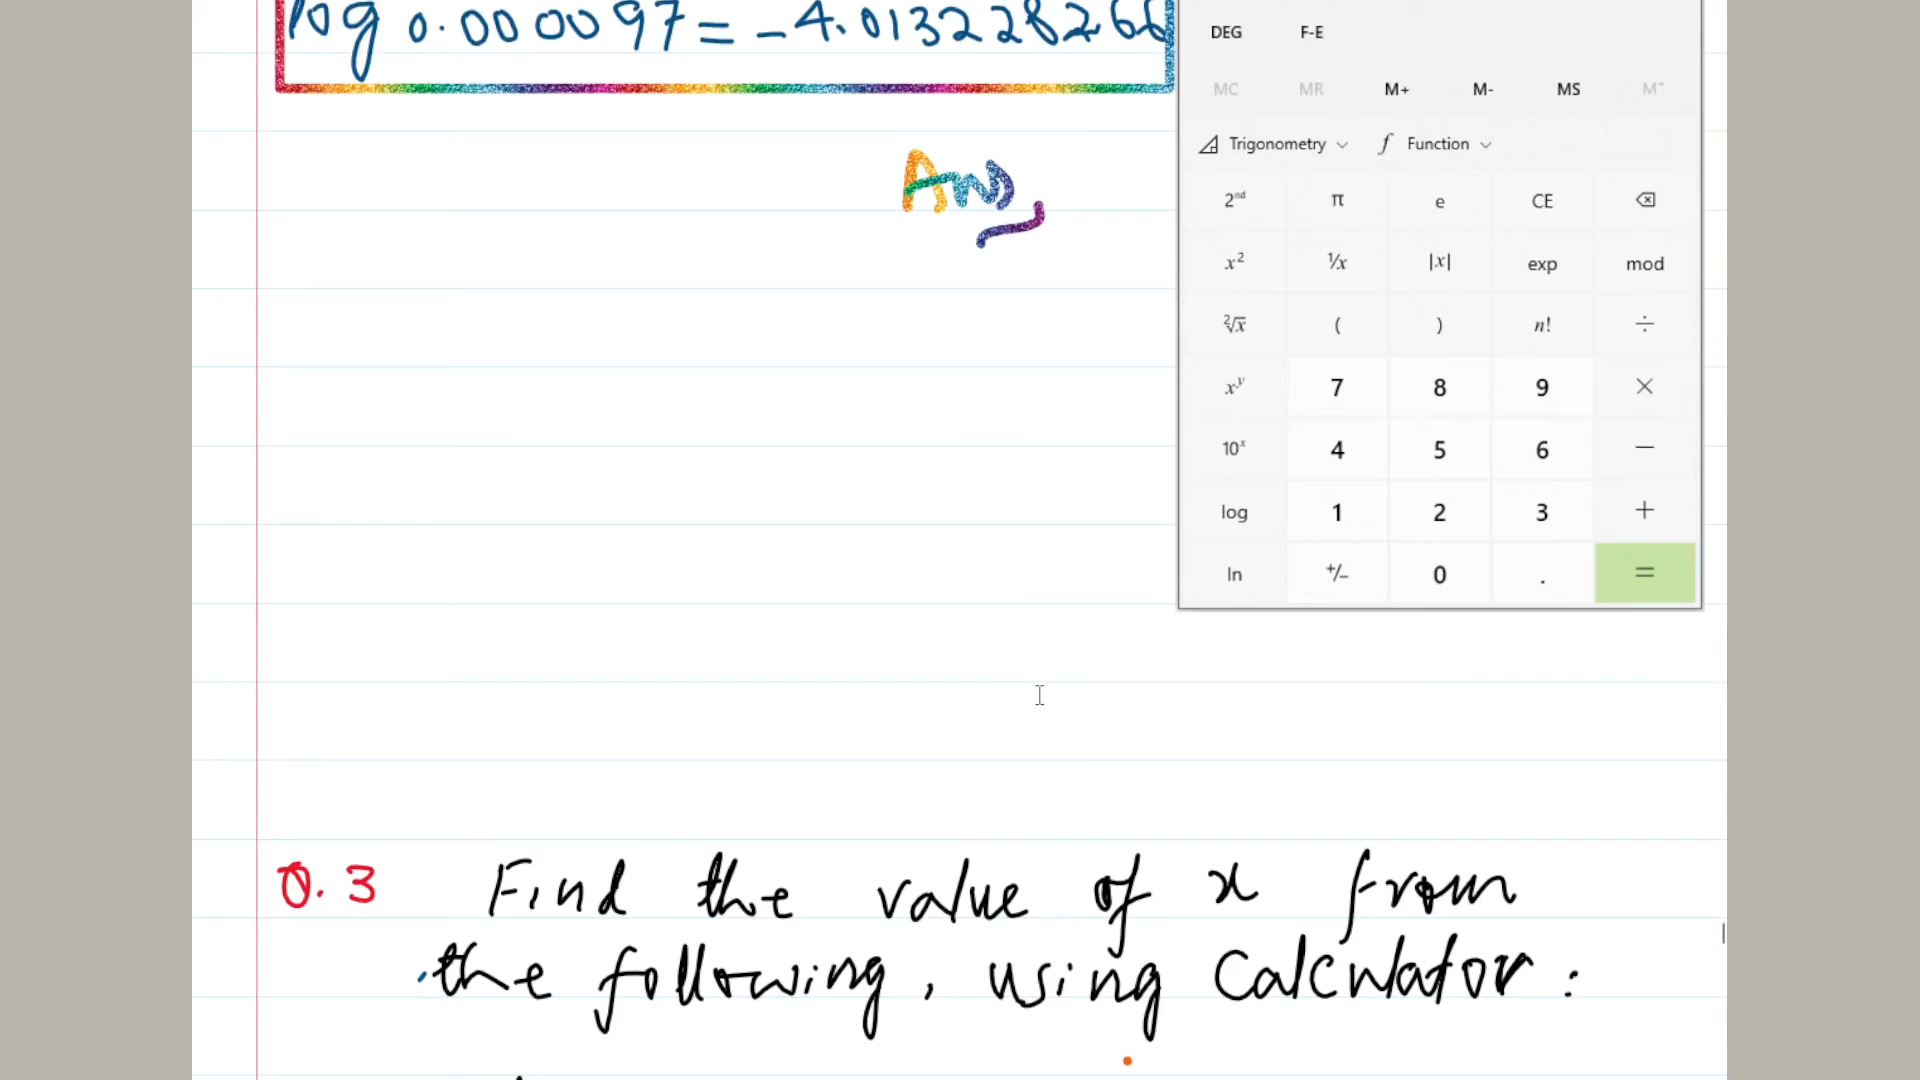 log 0.000097 = -4.013228266
Ans
DEG F-E
MC MR M+ M- MS M˅
Trigonometry Function
2ⁿᵈ π e CE
x² ¹/x |x| exp mod
²√x ( ) n! ÷
xʸ 7 8 9 ×
10ˣ 4 5 6 −
log 1 2 3 +
ln +/− 0 . =
Q. 3 Find the value of x from
the following, using Calculator :